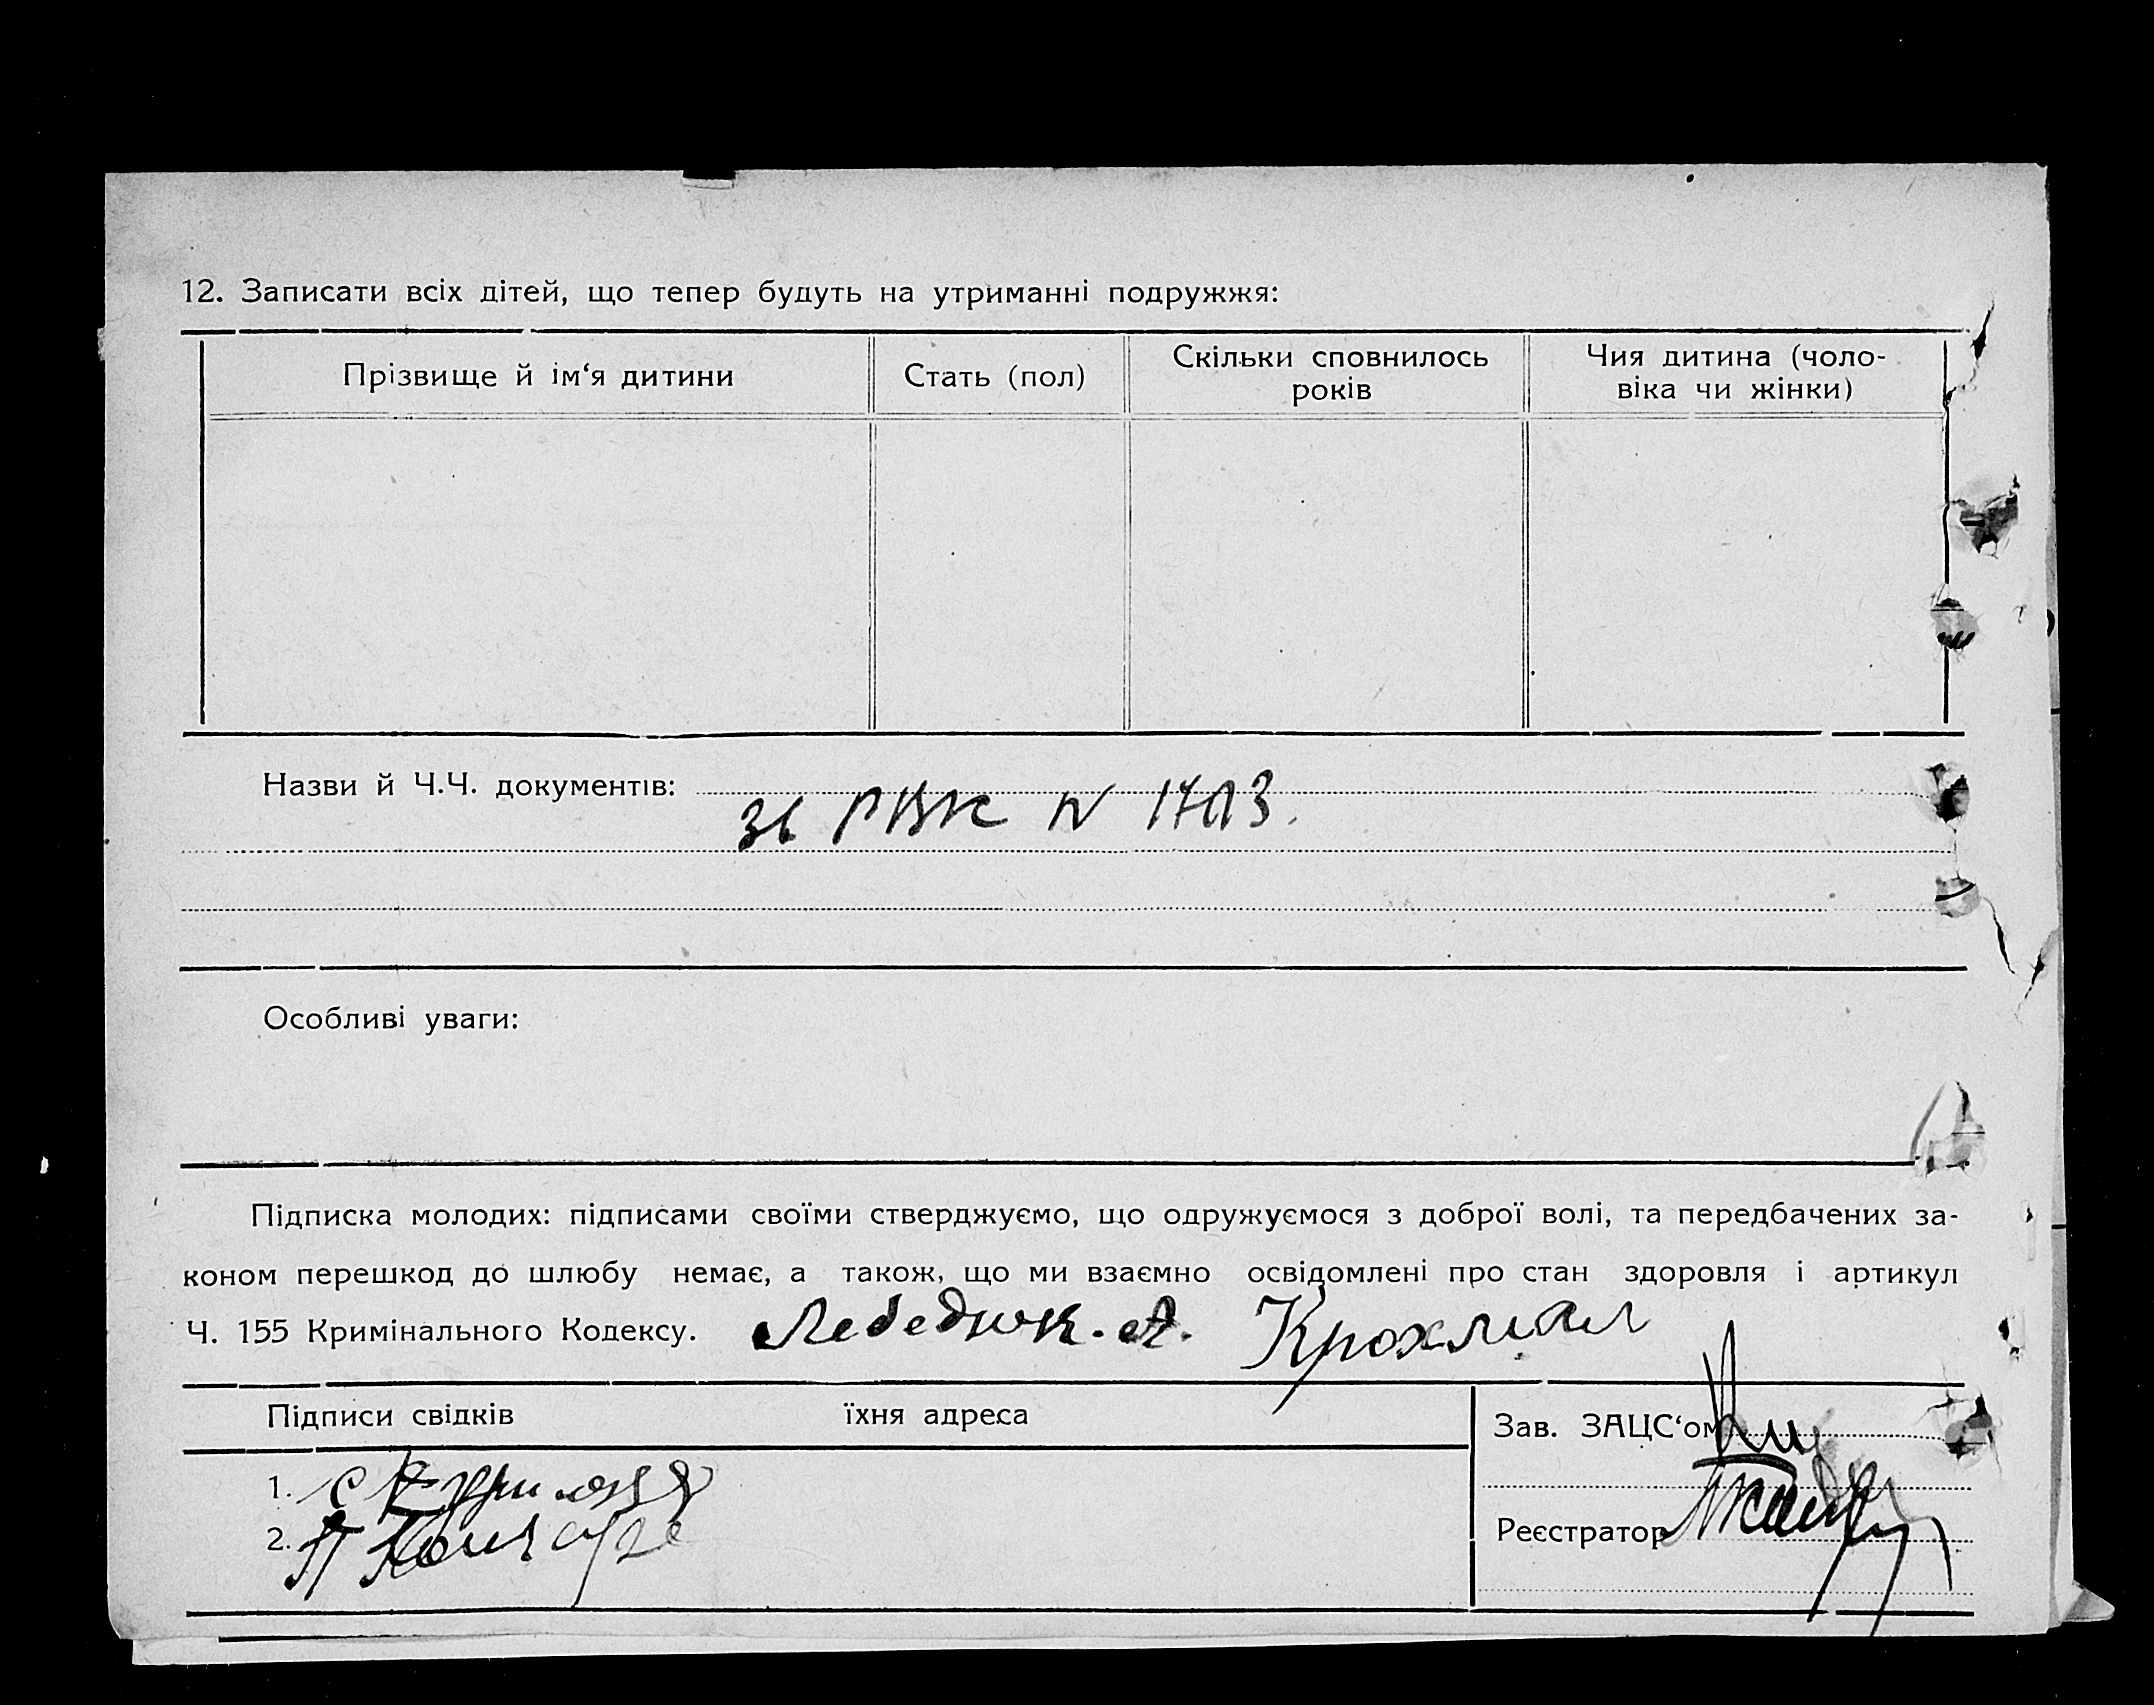 12. Записати всіх дітей, що тепер будуть на утриманні подружжя:
Прізвище й ім‘я дитини
Стать (пол)
Скільки сповнилось
років
Чия дитина (чоло-
віка чи жінки)
Назви й Ч.Ч. документів:
РВК N
Особливі уваги:
Підписка молодих: підписами своїми стверджуємо, що одружуємося з доброї волі, та передбачених за-
коном перешкод до шлюбу немає, а також, що ми взаємно освідомлені про стан здоровля і артикул
Ч. 155 Кримінального Кодексу. Лебедюк. А. Крохмал
Підписи свідків
їхня адреса
Зав. ЗАЦС‘ом
1.
2.
Реєстратор